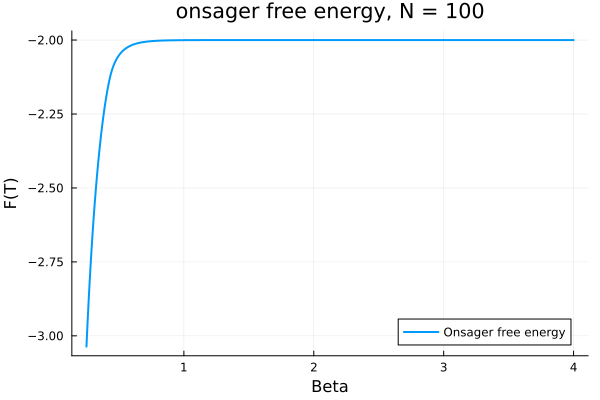 onsager free energy, N = 100
F(T)
−2.00
−2.25
−2.50
−2.75
−3.00
Onsager free energy
1
2
3
4
Beta